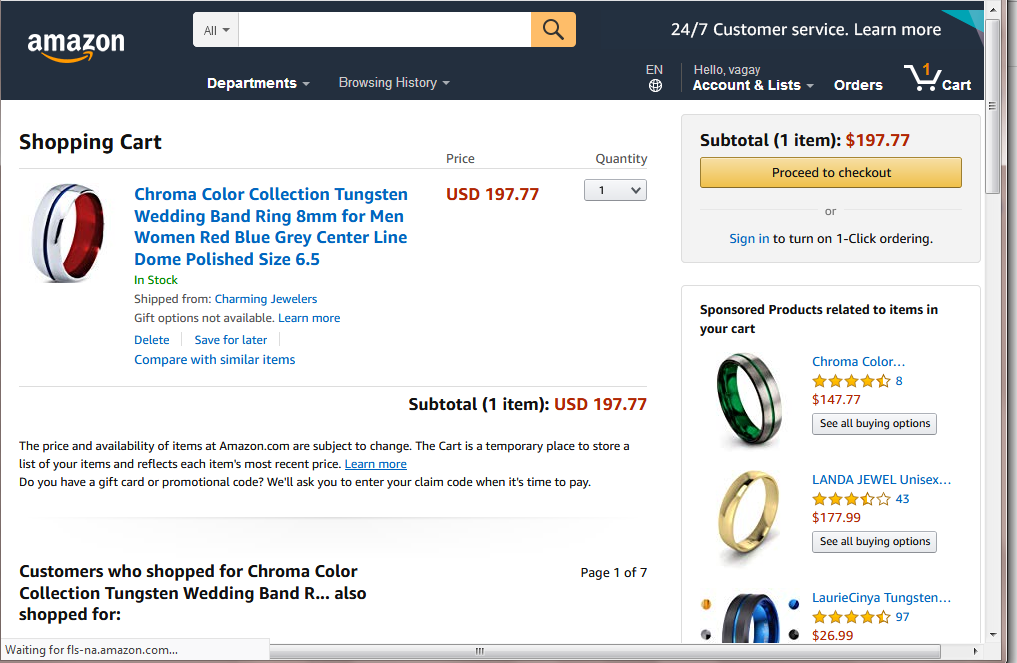 amazon
All
24/7 Customer service. Learn more
Departments
Browsing History
EN
Hello, vagay
Account & Lists
Orders
1
Cart
Shopping Cart
Price
Quantity
Chroma Color Collection Tungsten
Wedding Band Ring 8mm for Men
Women Red Blue Grey Center Line
Dome Polished Size 6.5
USD 197.77
1
In Stock
Shipped from: Charming Jewelers
Gift options not available. Learn more
Delete
Save for later
Compare with similar items
Subtotal (1 item): USD 197.77
The price and availability of items at Amazon.com are subject to change. The Cart is a temporary place to store a
list of your items and reflects each item's most recent price. Learn more
Do you have a gift card or promotional code? We'll ask you to enter your claim code when it's time to pay.
Customers who shopped for Chroma Color
Collection Tungsten Wedding Band R... also
shopped for:
Page 1 of 7
Subtotal (1 item): $197.77
Proceed to checkout
or
Sign in to turn on 1-Click ordering.
Sponsored Products related to items in
your cart
Chroma Color...
8
$147.77
See all buying options
LANDA JEWEL Unisex...
43
$177.99
See all buying options
LaurieCinya Tungsten...
97
$26.99
Waiting for fls-na.amazon.com...